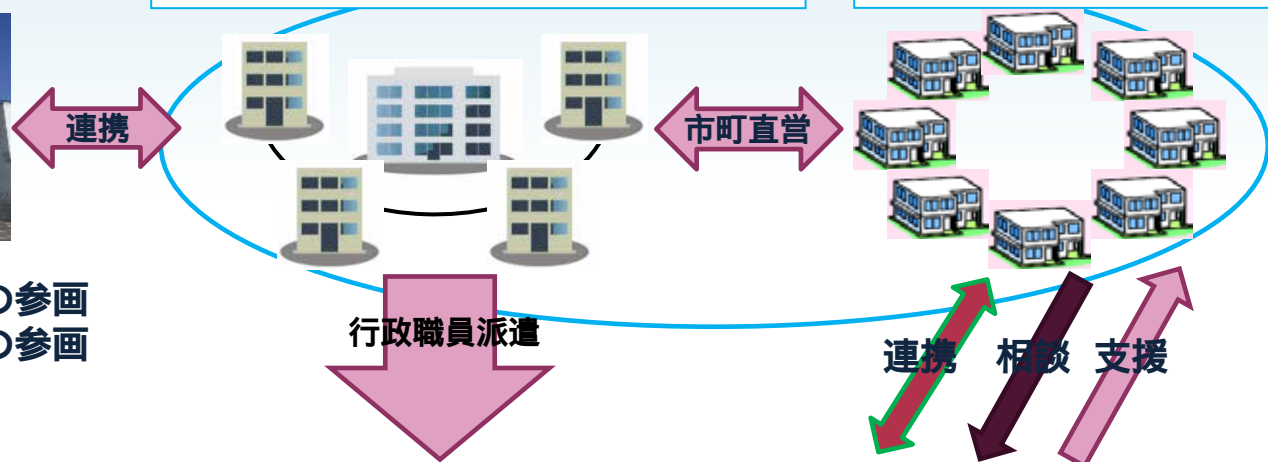 連携
市町直営
の参画
の参画
行政職員派遣
連携 相談 支援